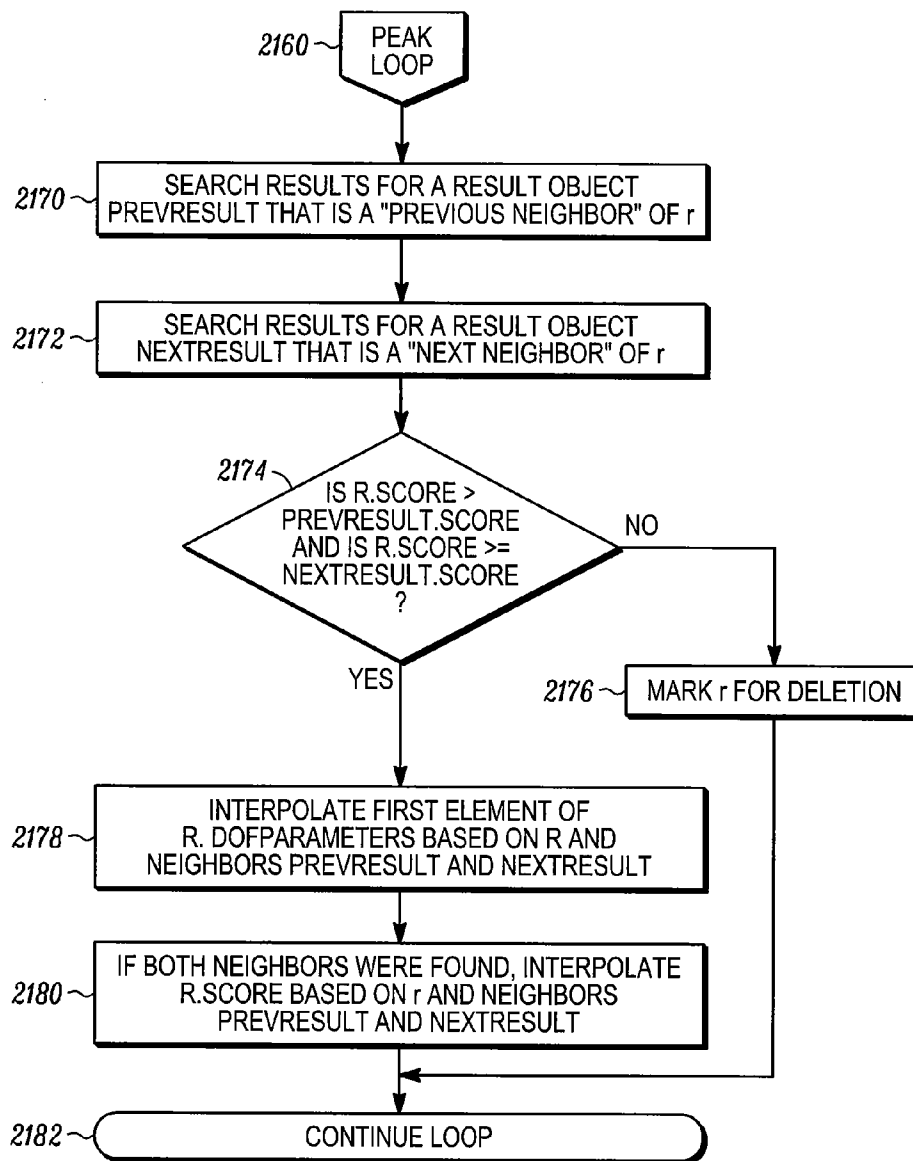 2160
PEAK
LOOP
2170
SEARCH RESULTS FOR A RESULT OBJECT
PREVRESULT THAT IS A "PREVIOUS NEIGHBOR" OF r
2172
SEARCH RESULTS FOR A RESULT OBJECT
NEXTRESULT THAT IS A "NEXT NEIGHBOR" OF r
2174
IS R.SCORE >
PREVRESULT.SCORE
AND IS R.SCORE >=
NEXTRESULT.SCORE
?
NO
YES
2176
MARK r FOR DELETION
2178
INTERPOLATE FIRST ELEMENT OF
R. DOFPARAMETERS BASED ON R AND
NEIGHBORS PREVRESULT AND NEXTRESULT
2180
IF BOTH NEIGHBORS WERE FOUND, INTERPOLATE
R.SCORE BASED ON r AND NEIGHBORS
PREVRESULT AND NEXTRESULT
2182
CONTINUE LOOP